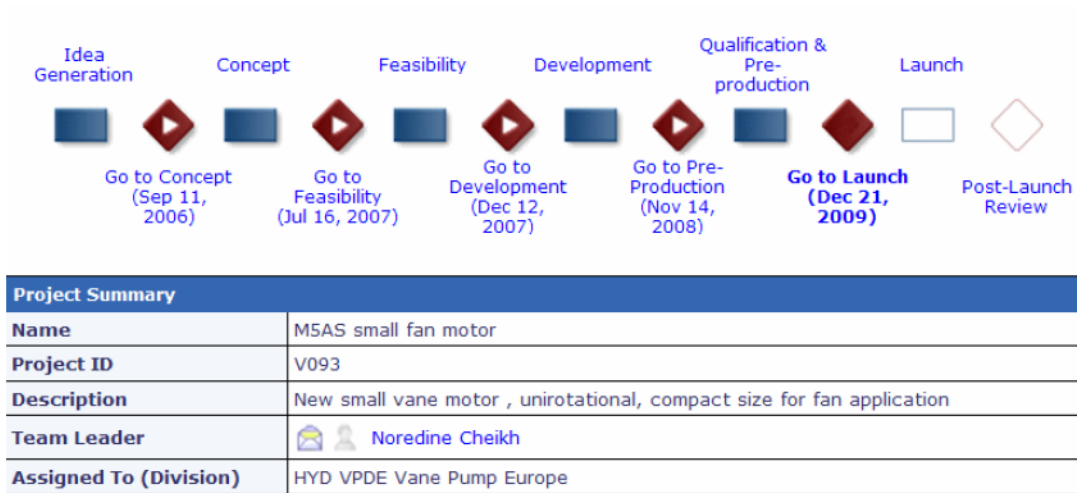 Idea
Generation
Concept
Feasibility
Development
Qualification &
Pre-
production
Launch
Go to Concept
(Sep 11,
2006)
Go to
Feasibility
(Jul 16, 2007)
Go to
Development
(Dec 12,
2007)
Go to Pre-
Production
(Nov 14,
2008)
Go to Launch
(Dec 21,
2009)
Post-Launch
Review
Project Summary
Name M5AS small fan motor
Project ID V093
Description New small vane motor , unirotational, compact size for fan application
Team Leader Noredine Cheikh
Assigned To (Division) HYD VPDE Vane Pump Europe